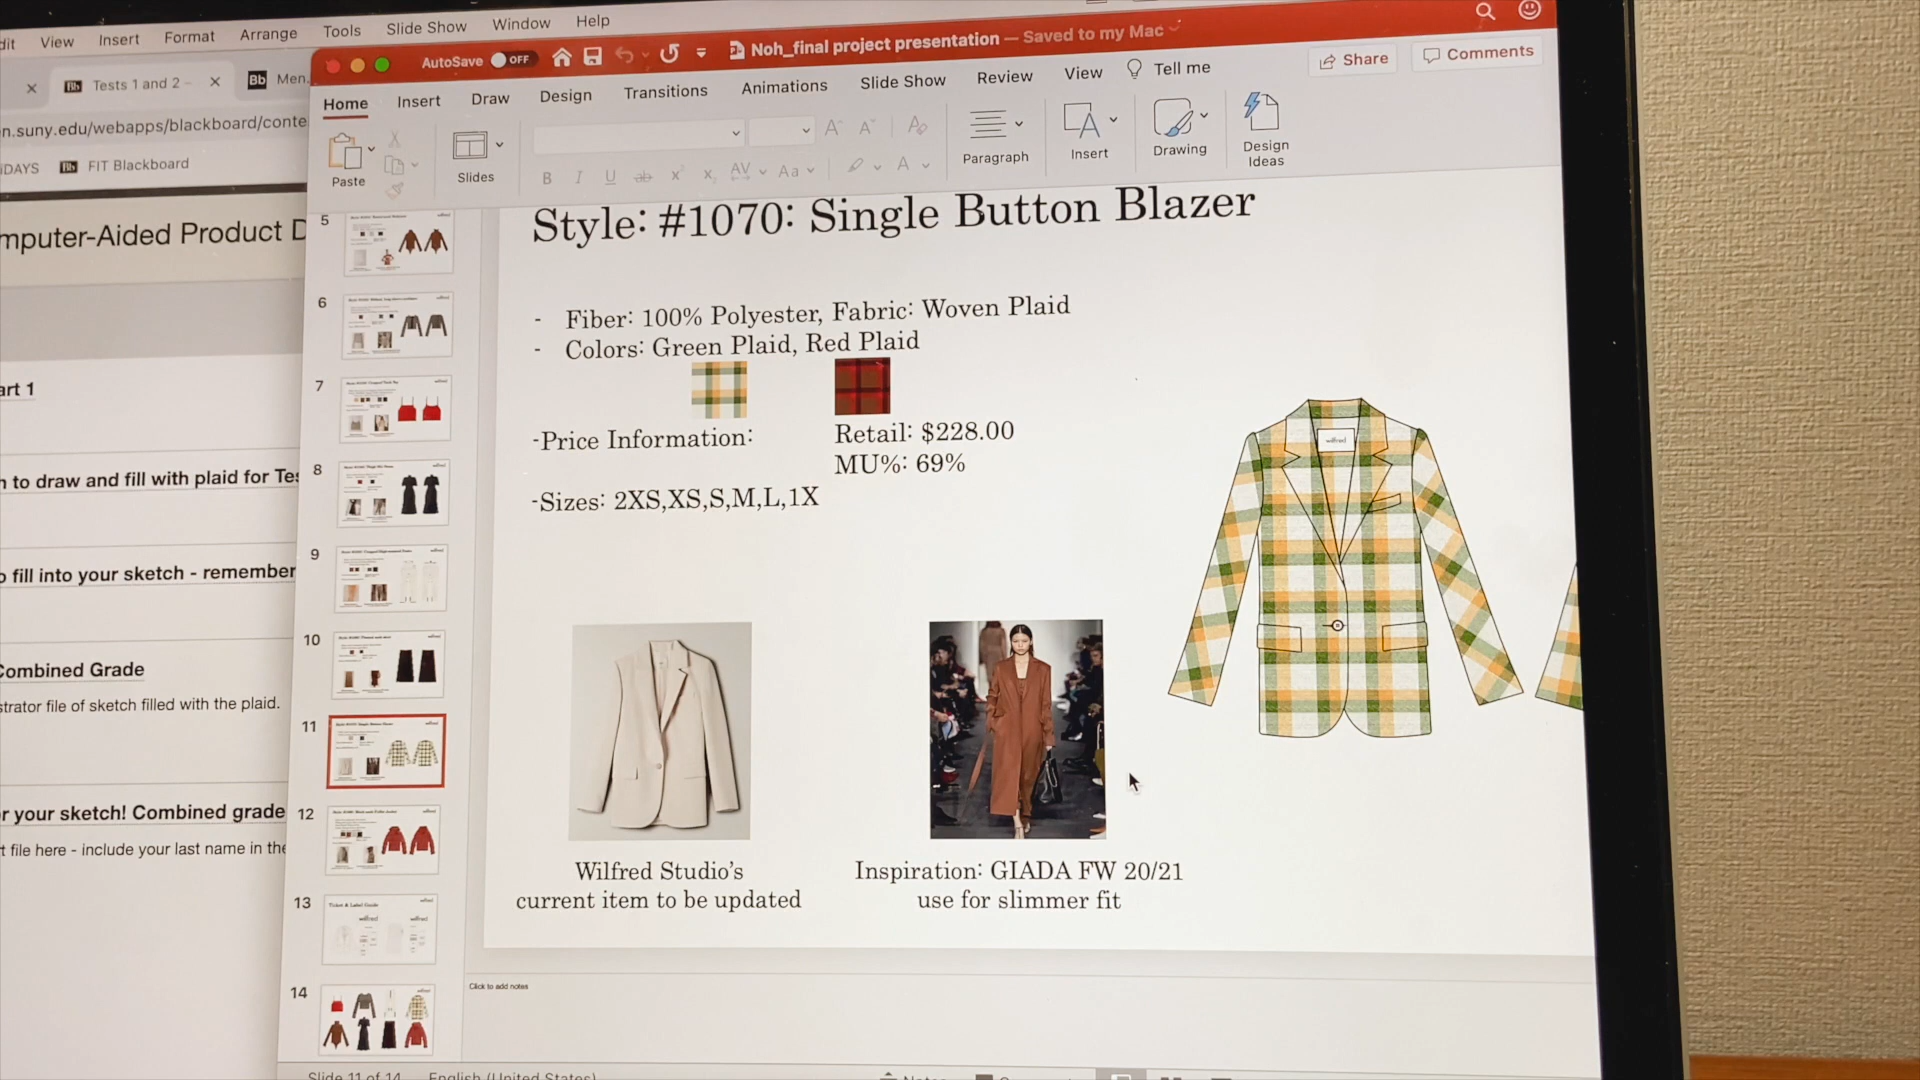 View Insert Format Arrange Tools Slide Show Window Help
AutoSave OFF
Noh_final project presentation — Saved to my Mac
Tests 1 and 2 -
Bb Men.
Home Insert Draw Design Transitions Animations Slide Show Review View Tell me
Share
Comments
n.suny.edu/webapps/blackboard/conte
iDAYS
FIT Blackboard
Paste
Slides
Paragraph
Insert
Drawing
Design
Ideas
mputer-Aided Product D
art 1
n to draw and fill with plaid for Tes
o fill into your sketch - remember
Combined Grade
strator file of sketch filled with the plaid.
r your sketch! Combined grade
t file here - include your last name in the
5
6
7
8
9
10
11
12
13
Ticket & Label Guide
14
Style: #1070: Single Button Blazer
- Fiber: 100% Polyester, Fabric: Woven Plaid
- Colors: Green Plaid, Red Plaid
-Price Information:
Retail: $228.00
MU%: 69%
-Sizes: 2XS,XS,S,M,L,1X
wilfred
Wilfred Studio's
current item to be updated
Inspiration: GIADA FW 20/21
use for slimmer fit
Click to add notes
Slide 11 of 14 English (United States)